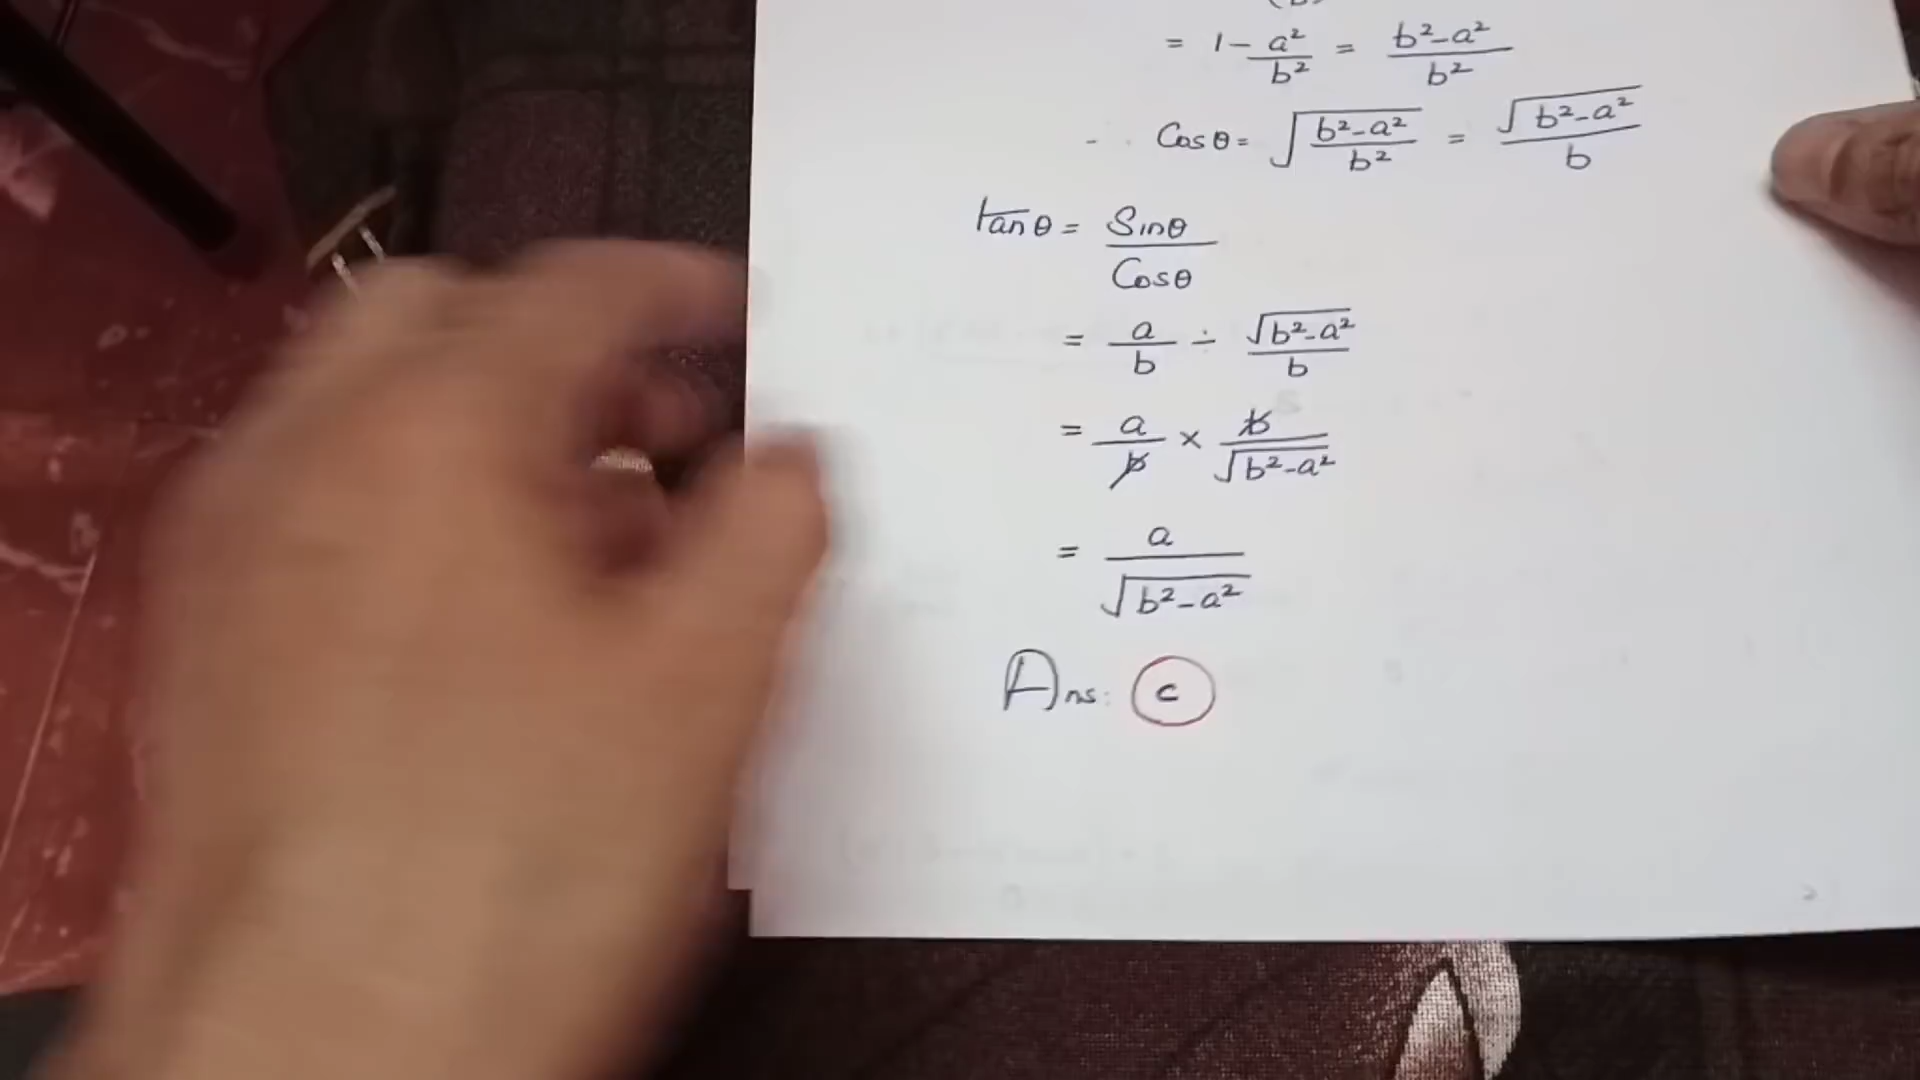 = 1 - a²/b² = b²-a²/b²
Cosθ = √(b²-a²/b²) = √(b²-a²)/b
tanθ = Sinθ/Cosθ
= a/b ÷ √(b²-a²)/b
= a/b × b/√(b²-a²)
= a/√(b²-a²)
Ans: c